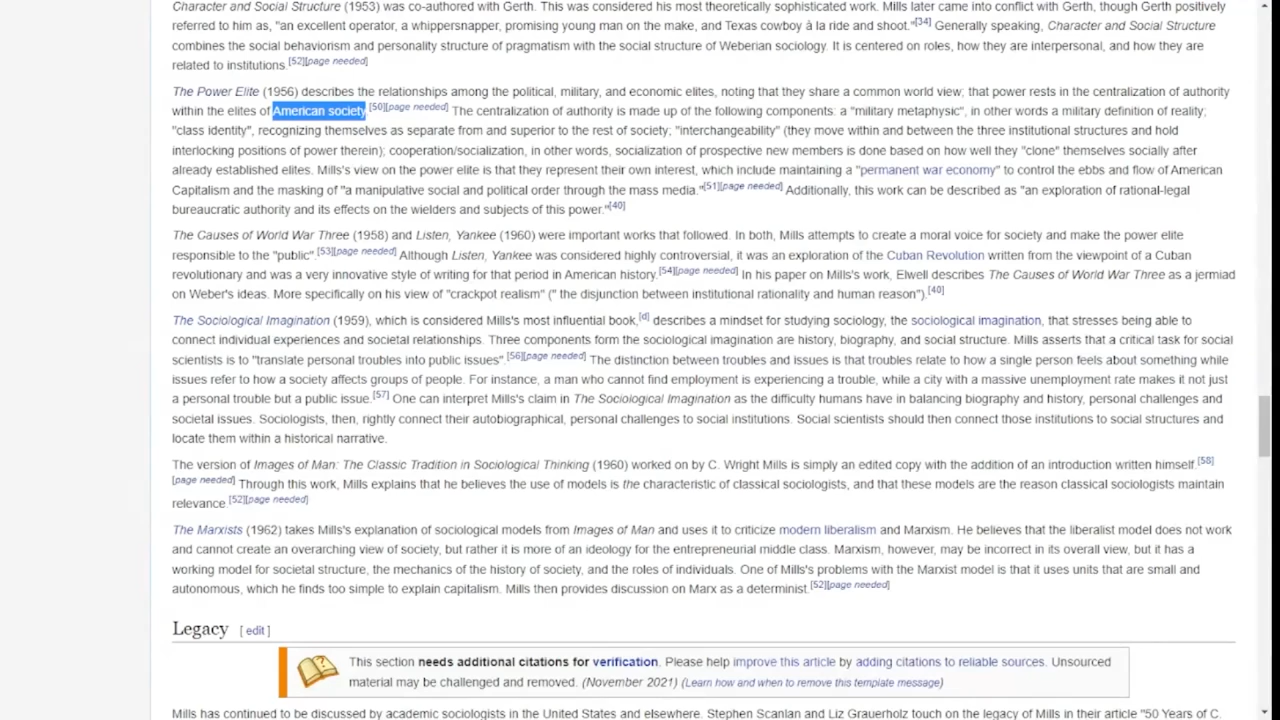 Character and Social Structure (1953) was co-authored with Gerth. This was considered his most theoretically sophisticated work. Mills later came into conflict with Gerth, though Gerth positively
referred to him as, "an excellent operator, a whippersnapper, promising young man on the make, and Texas cowboy à la ride and shoot."[34] Generally speaking, Character and Social Structure
combines the social behaviorism and personality structure of pragmatism with the social structure of Weberian sociology. It is centered on roles, how they are interpersonal, and how they are
related to institutions.[52][page needed]
The Power Elite (1956) describes the relationships among the political, military, and economic elites, noting that they share a common world view; that power rests in the centralization of authority
within the elites of American society.[50][page needed] The centralization of authority is made up of the following components: a "military metaphysic", in other words a military definition of reality;
"class identity", recognizing themselves as separate from and superior to the rest of society; "interchangeability" (they move within and between the three institutional structures and hold
interlocking positions of power therein); cooperation/socialization, in other words, socialization of prospective new members is done based on how well they "clone" themselves socially after
already established elites. Mills's view on the power elite is that they represent their own interest, which include maintaining a "permanent war economy" to control the ebbs and flow of American
Capitalism and the masking of "a manipulative social and political order through the mass media."[51][page needed] Additionally, this work can be described as "an exploration of rational-legal
bureaucratic authority and its effects on the wielders and subjects of this power."[40]
The Causes of World War Three (1958) and Listen, Yankee (1960) were important works that followed. In both, Mills attempts to create a moral voice for society and make the power elite
responsible to the "public".[53][page needed] Although Listen, Yankee was considered highly controversial, it was an exploration of the Cuban Revolution written from the viewpoint of a Cuban
revolutionary and was a very innovative style of writing for that period in American history.[54][page needed] In his paper on Mills's work, Elwell describes The Causes of World War Three as a jermiad
on Weber's ideas. More specifically on his view of "crackpot realism" (" the disjunction between institutional rationality and human reason").[40]
The Sociological Imagination (1959), which is considered Mills's most influential book,[d] describes a mindset for studying sociology, the sociological imagination, that stresses being able to
connect individual experiences and societal relationships. Three components form the sociological imagination are history, biography, and social structure. Mills asserts that a critical task for social
scientists is to "translate personal troubles into public issues".[56][page needed] The distinction between troubles and issues is that troubles relate to how a single person feels about something while
issues refer to how a society affects groups of people. For instance, a man who cannot find employment is experiencing a trouble, while a city with a massive unemployment rate makes it not just
a personal trouble but a public issue.[57] One can interpret Mills's claim in The Sociological Imagination as the difficulty humans have in balancing biography and history, personal challenges and
societal issues. Sociologists, then, rightly connect their autobiographical, personal challenges to social institutions. Social scientists should then connect those institutions to social structures and
locate them within a historical narrative.
The version of Images of Man: The Classic Tradition in Sociological Thinking (1960) worked on by C. Wright Mills is simply an edited copy with the addition of an introduction written himself.[58]
[page needed] Through this work, Mills explains that he believes the use of models is the characteristic of classical sociologists, and that these models are the reason classical sociologists maintain
relevance.[52][page needed]
The Marxists (1962) takes Mills's explanation of sociological models from Images of Man and uses it to criticize modern liberalism and Marxism. He believes that the liberalist model does not work
and cannot create an overarching view of society, but rather it is more of an ideology for the entrepreneurial middle class. Marxism, however, may be incorrect in its overall view, but it has a
working model for societal structure, the mechanics of the history of society, and the roles of individuals. One of Mills's problems with the Marxist model is that it uses units that are small and
autonomous, which he finds too simple to explain capitalism. Mills then provides discussion on Marx as a determinist.[52][page needed]
Legacy [ edit ]
This section needs additional citations for verification. Please help improve this article by adding citations to reliable sources. Unsourced
material may be challenged and removed. (November 2021) (Learn how and when to remove this template message)
Mills has continued to be discussed by academic sociologists in the United States and elsewhere. Stephen Scanlan and Liz Grauerholz touch on the legacy of Mills in their article "50 Years of C.